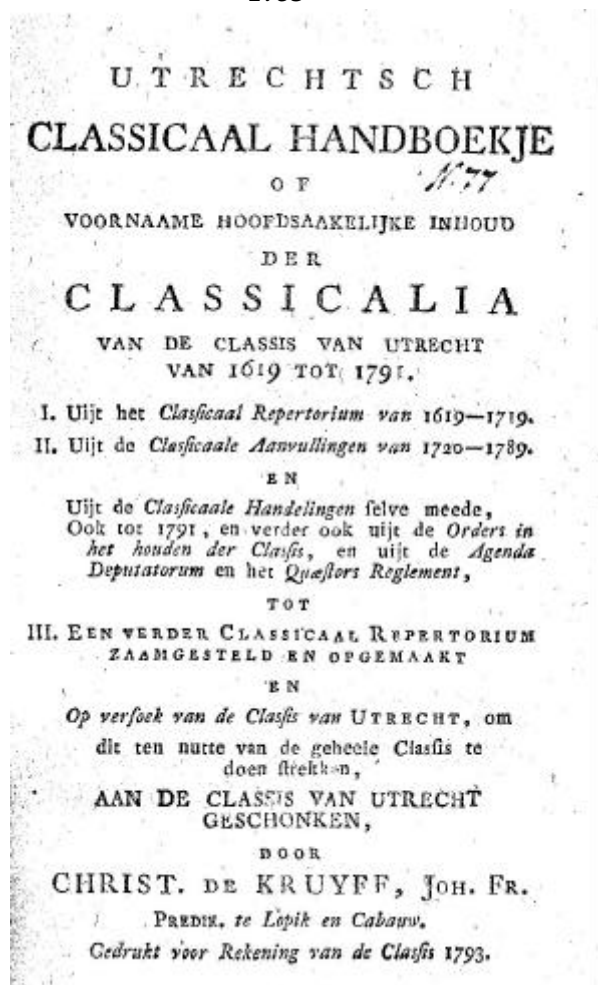 UTRECHTSCH
CLASSICAAL HANDBOEKJE
OF
N. 77
VOORNAAME HOOFDSAAKELIJKE INHOUD
DER
CLASSICALIA
VAN DE CLASSIS VAN UTRECHT
VAN 1619 TOT 1791.
I. Uijt het Classicaal Repertorium van 1619—1719.
II. Uijt de Classicaale Aanvullingen van 1720—1789.
EN
Uijt de Classicaale Handelingen selve meede,
Ook tot 1791, en verder ook uijt de Orders in
het houden der Classis, en uijt de Agenda
Deputatorum en het Quæstors Reglement,
TOT
III. EEN VERDER CLASSICAAL REPERTORIUM
ZAAMGESTELD EN OPGEMAAKT
EN
Op versoek van de Classis van UTRECHT, om
dit ten nutte van de geheele Classis te
doen strekken,
AAN DE CLASSIS VAN UTRECHT
GESCHONKEN,
DOOR
CHRIST. DE KRUYFF, JOH. FR.
PREDIK. te Lopik en Cabauw.
Gedrukt voor Rekening van de Classis 1793.